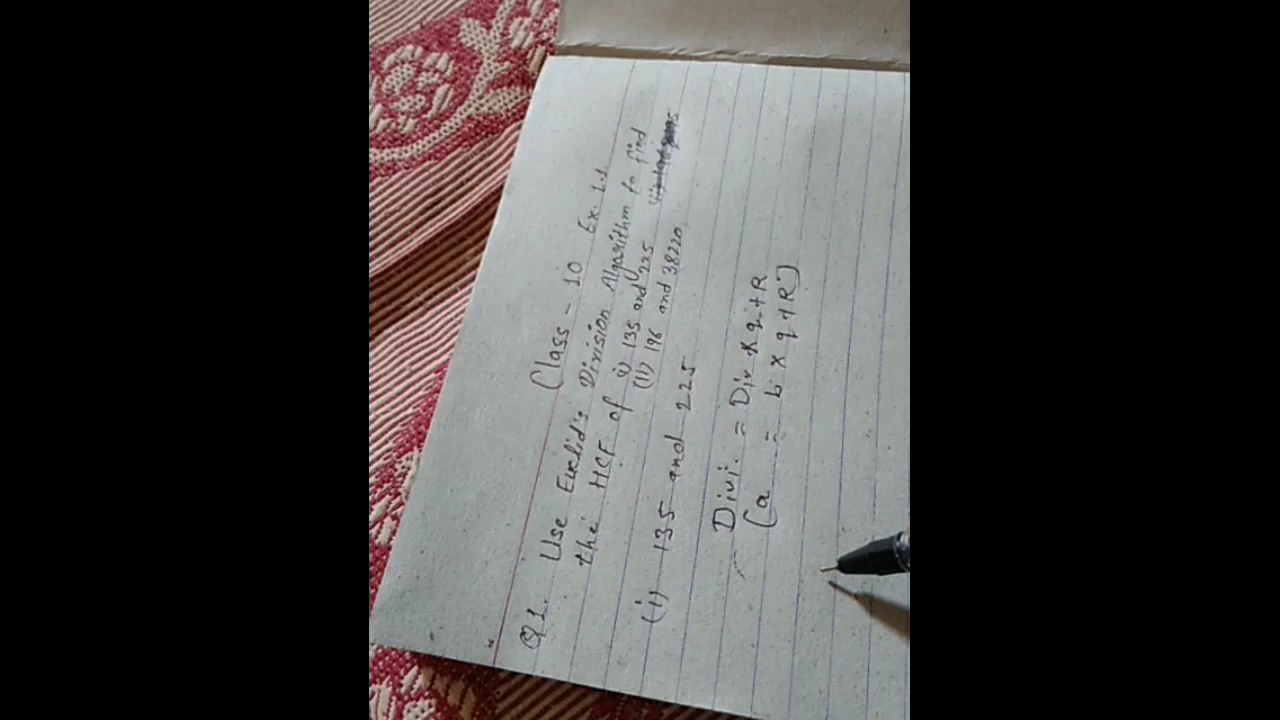 Class - 10 Ex. 1.1
Q1. Use Euclid's Division Algorithm to find
the HCF of (i) 135 and 225
(ii) 196 and 38220
(i) 135 and 225
Divi. = Div × q + R
(a = b × q + R)